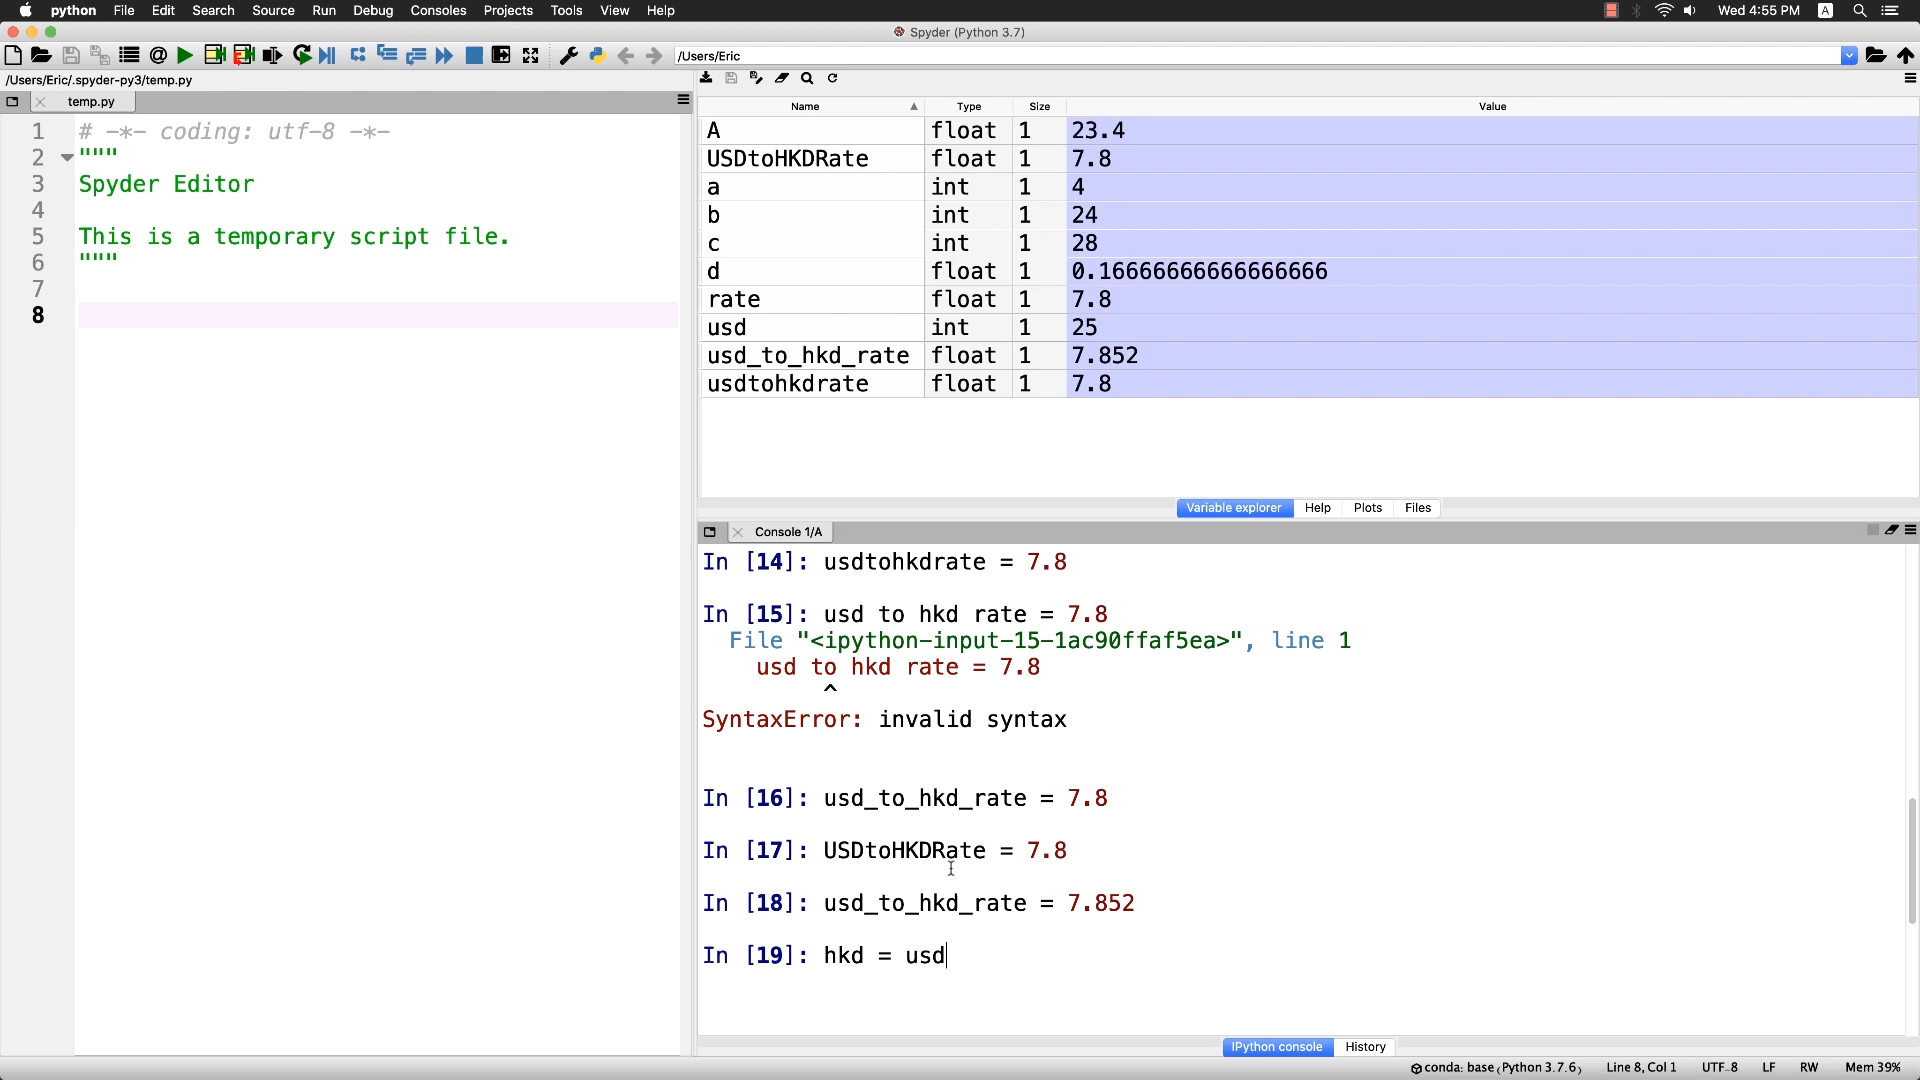 python File Edit Search Source Run Debug Consoles Projects Tools View Help Wed 4:55 PM A
Spyder (Python 3.7)
/Users/Eric
/Users/Eric/.spyder-py3/temp.py
temp.py
1 # -*- coding: utf-8 -*-
2 """
3 Spyder Editor
4
5 This is a temporary script file.
6 """
7
8
Name Type Size Value
A float 1 23.4
USDtoHKDRate float 1 7.8
a int 1 4
b int 1 24
c int 1 28
d float 1 0.16666666666666666
rate float 1 7.8
usd int 1 25
usd_to_hkd_rate float 1 7.852
usdtohkdrate float 1 7.8
Variable explorer Help Plots Files
Console 1/A
In [14]: usdtohkdrate = 7.8
In [15]: usd to hkd rate = 7.8
File "<ipython-input-15-1ac90ffaf5ea>", line 1
usd to hkd rate = 7.8
^
SyntaxError: invalid syntax
In [16]: usd_to_hkd_rate = 7.8
In [17]: USDtoHKDRate = 7.8
In [18]: usd_to_hkd_rate = 7.852
In [19]: hkd = usd
IPython console History
conda: base (Python 3.7.6) Line 8, Col 1 UTF-8 LF RW Mem 39%